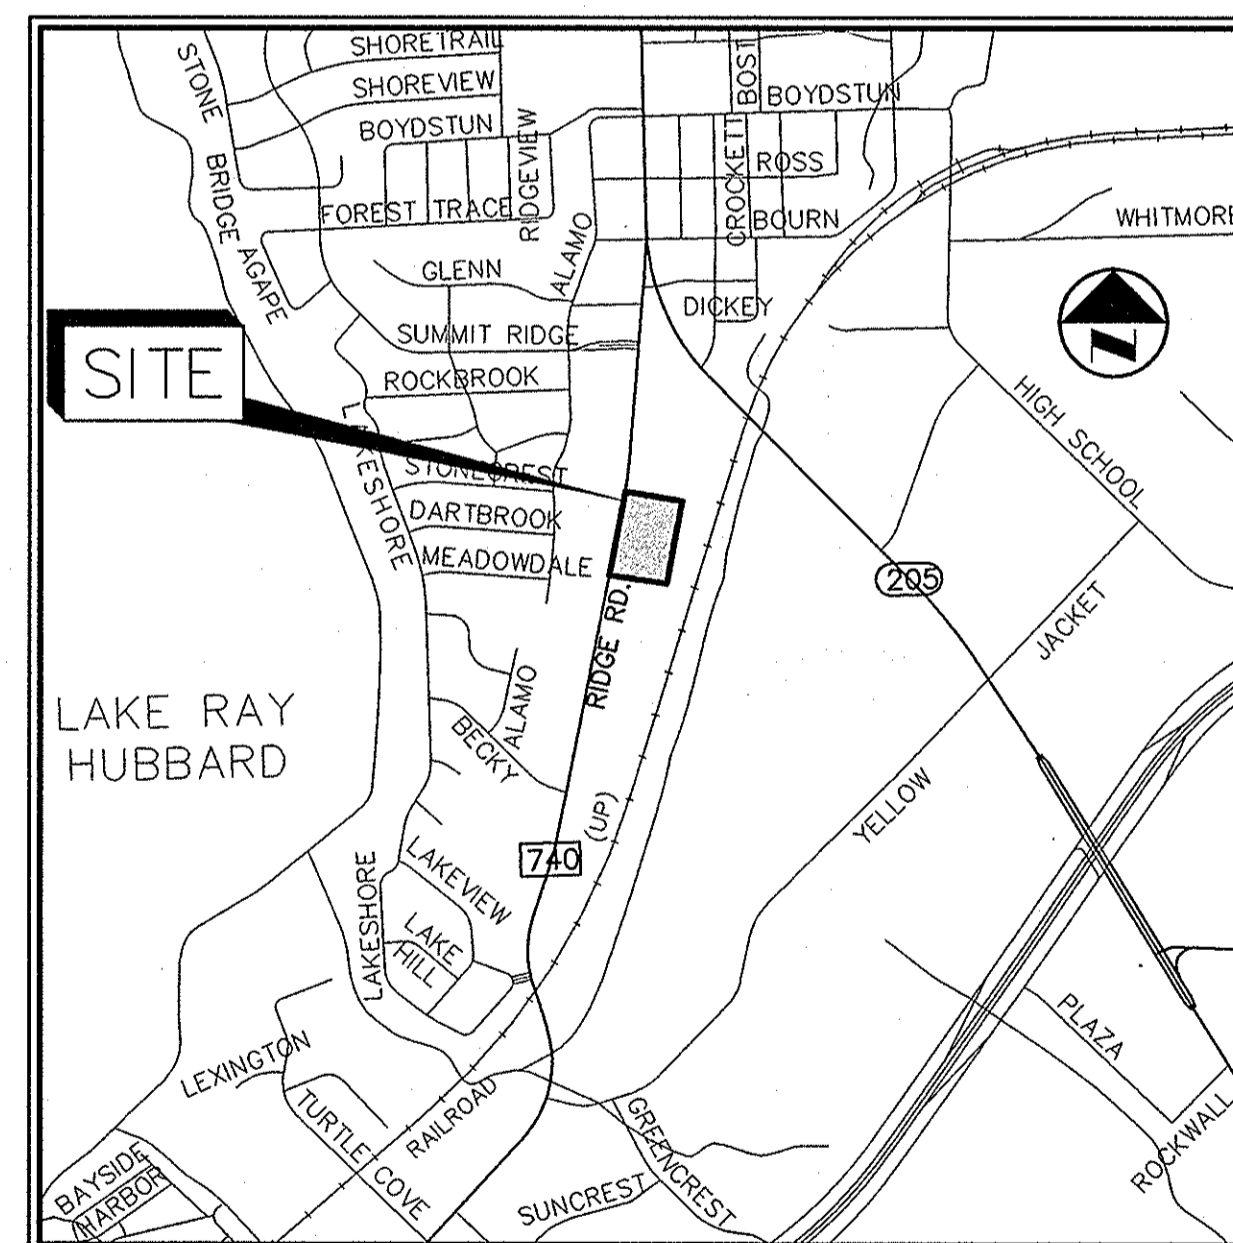 SHORETRAIL
SHOREVIEW
BOYDSTUN
STONE BRIDGE
AGAPE
FOREST TRACE
RIDGEVIEW
ALAMO
GLENN
SUMMIT RIDGE
ROCKBROOK
BOST
BOYDSTUN
CROCKETT
ROSS
BOURN
DICKEY
WHITMORE
N
SITE
LAKESHORE
STONECREST
DARTBROOK
MEADOWDALE
HIGH SCHOOL
205
JACKET
YELLOW
RIDGE RD.
ALAMO
BECKY
LAKE RAY
HUBBARD
(UP)
740
LAKESHORE
LAKEVIEW
LAKE
HILL
PLAZA
ROCKWALL
LEXINGTON
TURTLE COVE
RAILROAD
GREENCREST
SUNCREST
BAYSIDE
HARBOR